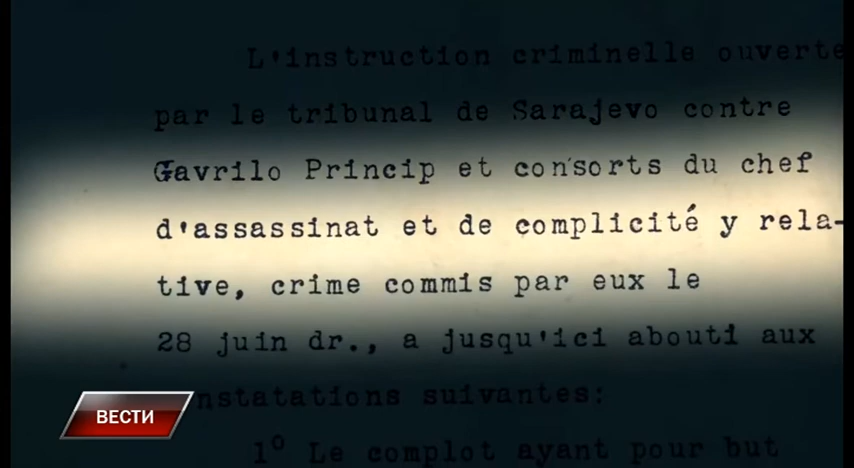 L'instruction criminelle ouverte
par le tribunal de Sarajevo contre
Gavrilo Princip et consorts du chef
d'assassinat et de complicité y rela-
tive, crime commis par eux le
28 juin dr., a jusqu'ici abouti aux
nstatations suivantes:
1º Le complot ayant pour but
ВЕСТИ